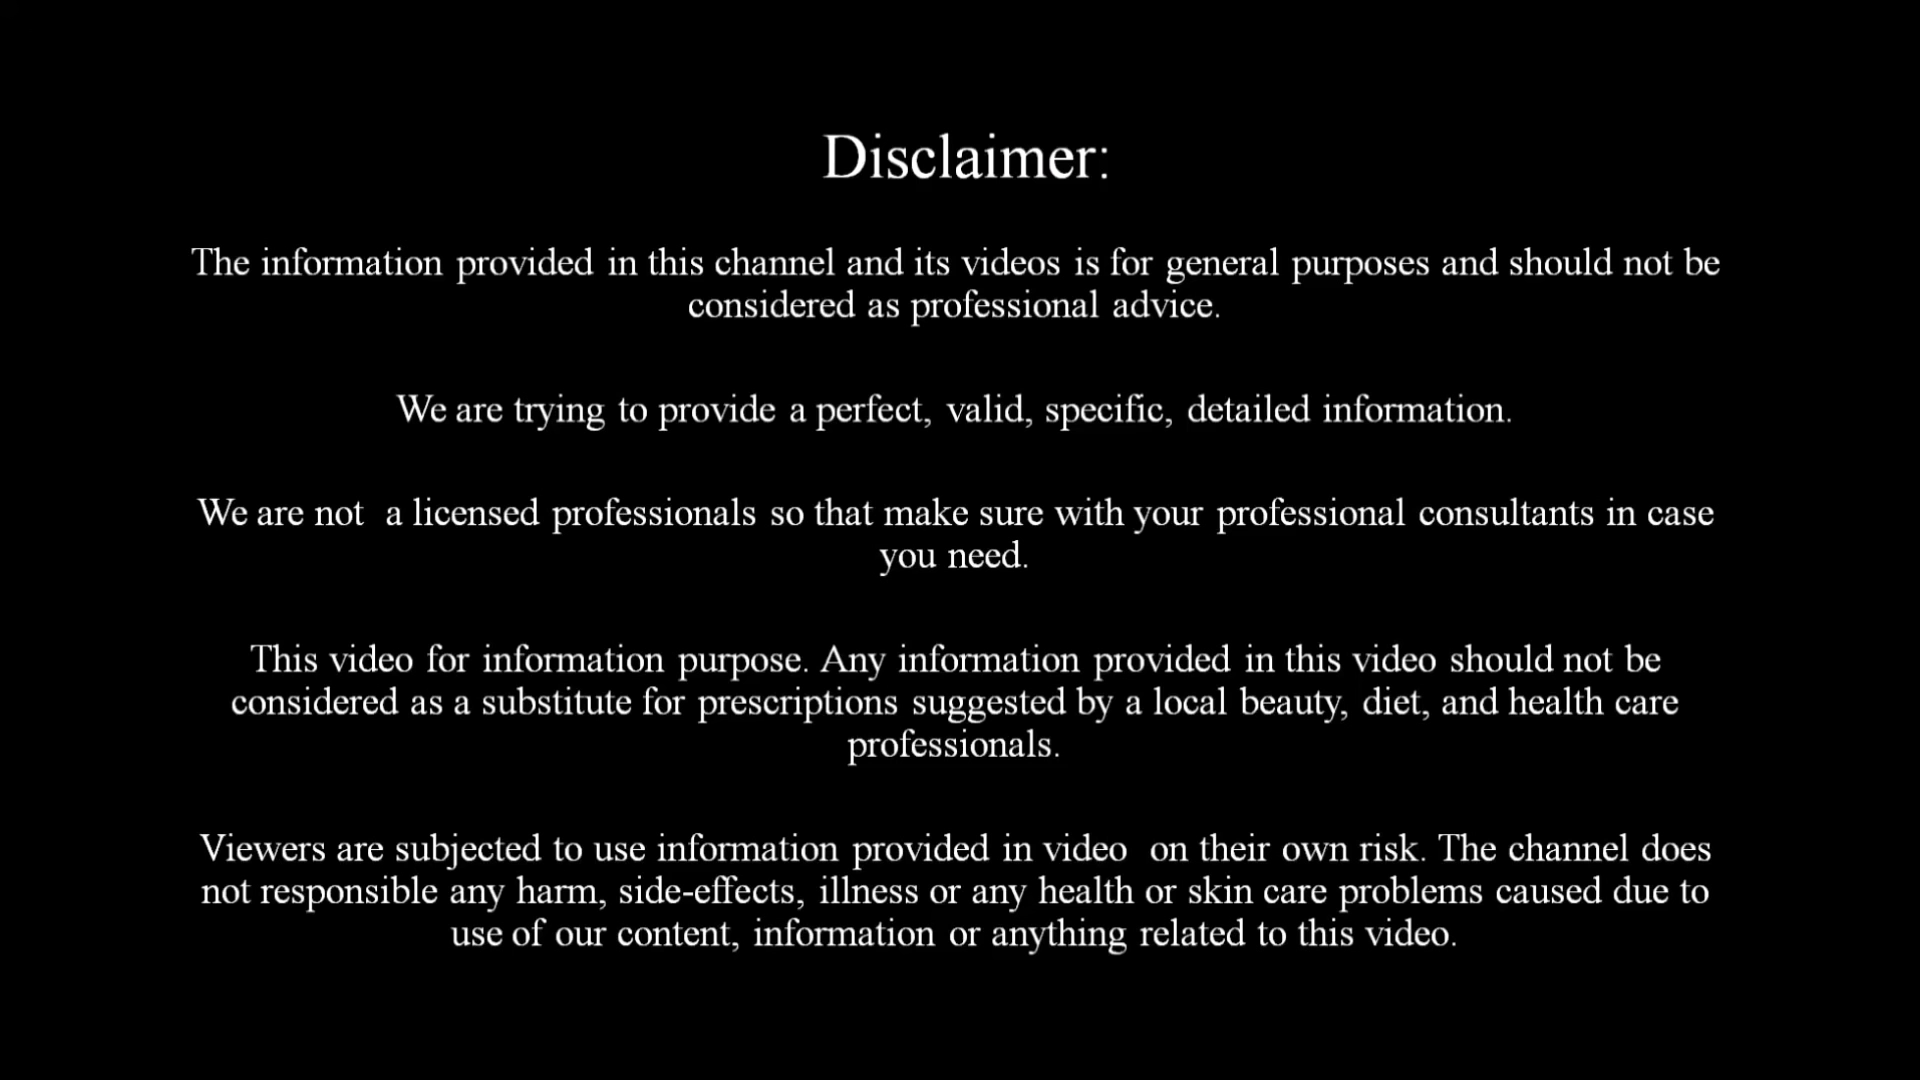 Disclaimer:
The information provided in this channel and its videos is for general purposes and should not be
considered as professional advice.
We are trying to provide a perfect, valid, specific, detailed information.
We are not  a licensed professionals so that make sure with your professional consultants in case
you need.
This video for information purpose. Any information provided in this video should not be
considered as a substitute for prescriptions suggested by a local beauty, diet, and health care
professionals.
Viewers are subjected to use information provided in video  on their own risk. The channel does
not responsible any harm, side-effects, illness or any health or skin care problems caused due to
use of our content, information or anything related to this video.